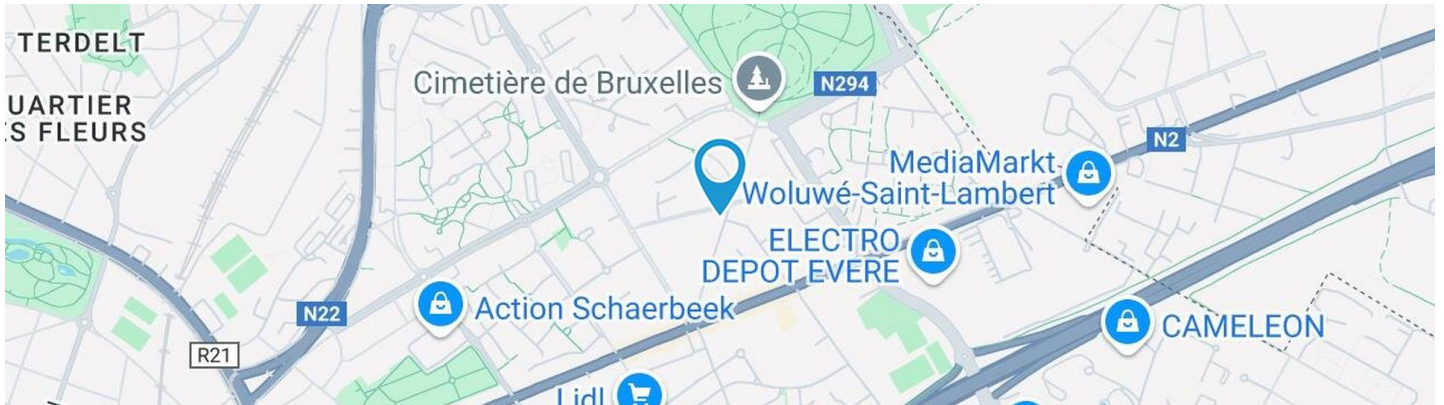 TERDELT
UARTIER
S FLEURS
Cimetière de Bruxelles
N294
N2
MediaMarkt
Woluwé-Saint-Lambert
ELECTRO
DEPOT EVERE
N22
Action Schaerbeek
R21
CAMELEON
Lidl